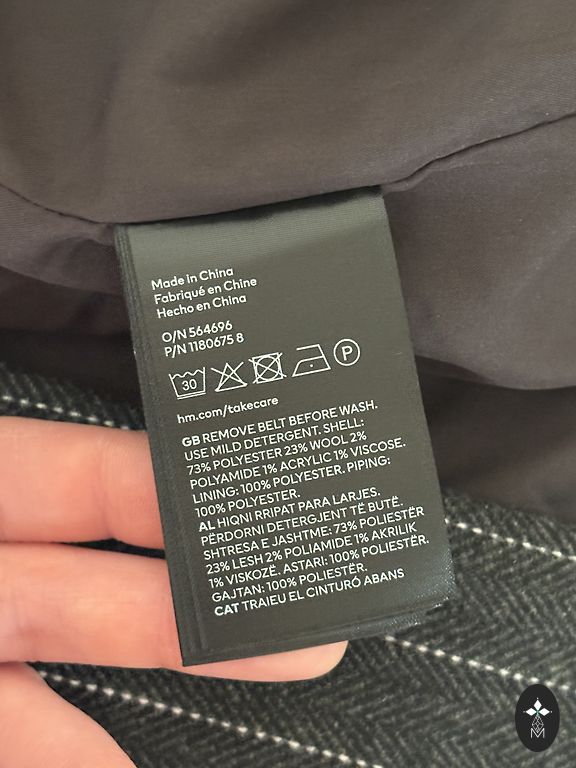 Made in China
Fabriqué en Chine
Hecho en China
O/N 564696
P/N 1180675 8
30
P
hm.com/takecare
GB REMOVE BELT BEFORE WASH.
USE MILD DETERGENT. SHELL:
73% POLYESTER 23% WOOL 2%
POLYAMIDE 1% ACRYLIC 1% VISCOSE.
LINING: 100% POLYESTER. PIPING:
100% POLYESTER.
AL HIQNI RRIPAT PARA LARJES.
PËRDORNI DETERGJENT TË BUTË.
SHTRESA E JASHTME: 73% POLIESTËR
23% LESH 2% POLIAMIDE 1% AKRILIK
1% VISKOZË. ASTARI: 100% POLIESTËR.
GAJTAN: 100% POLIESTËR.
CAT TRAIEU EL CINTURÓ ABANS
M